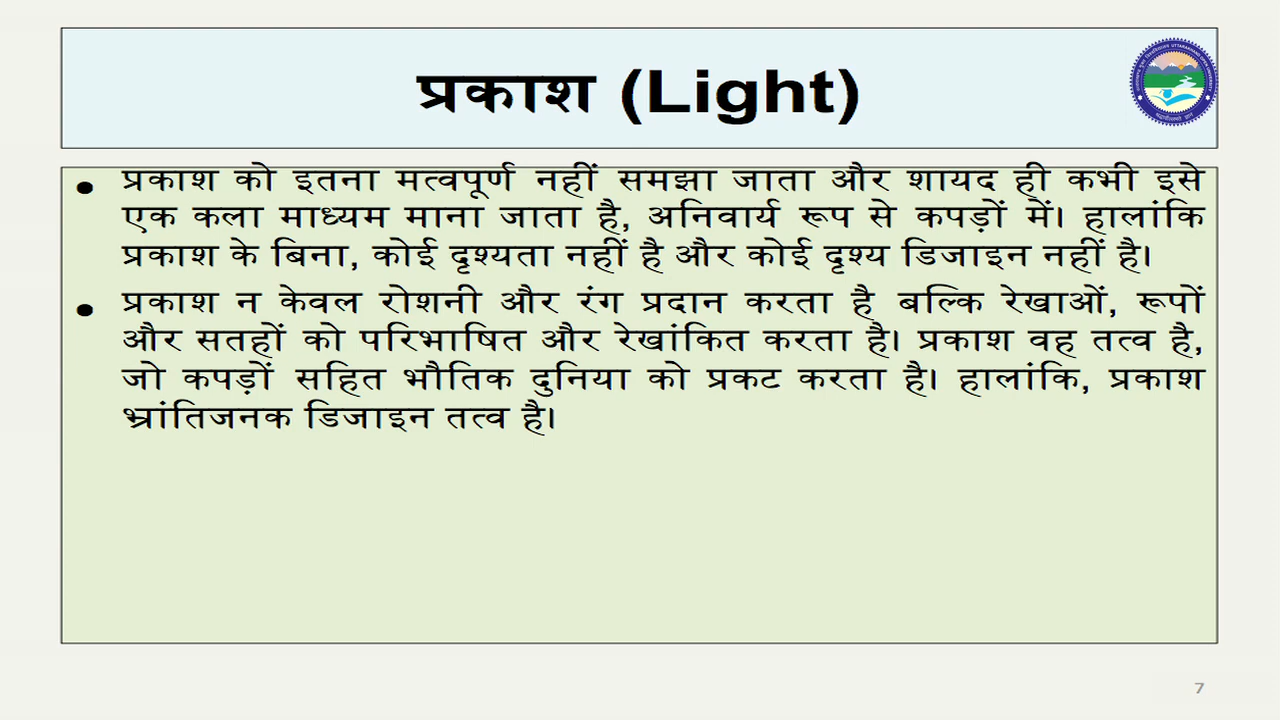 प्रकाश (Light)
• प्रकाश को इतना मत्वपूर्ण नहीं समझा जाता और शायद ही कभी इसे
एक कला माध्यम माना जाता है, अनिवार्य रूप से कपड़ों में। हालांकि
प्रकाश के बिना, कोई दृश्यता नहीं है और कोई दृश्य डिजाइन नहीं है।
• प्रकाश न केवल रोशनी और रंग प्रदान करता है बल्कि रेखाओं, रूपों
और सतहों को परिभाषित और रेखांकित करता है। प्रकाश वह तत्व है,
जो कपड़ों सहित भौतिक दुनिया को प्रकट करता है। हालांकि, प्रकाश
भ्रांतिजनक डिजाइन तत्व है।
7